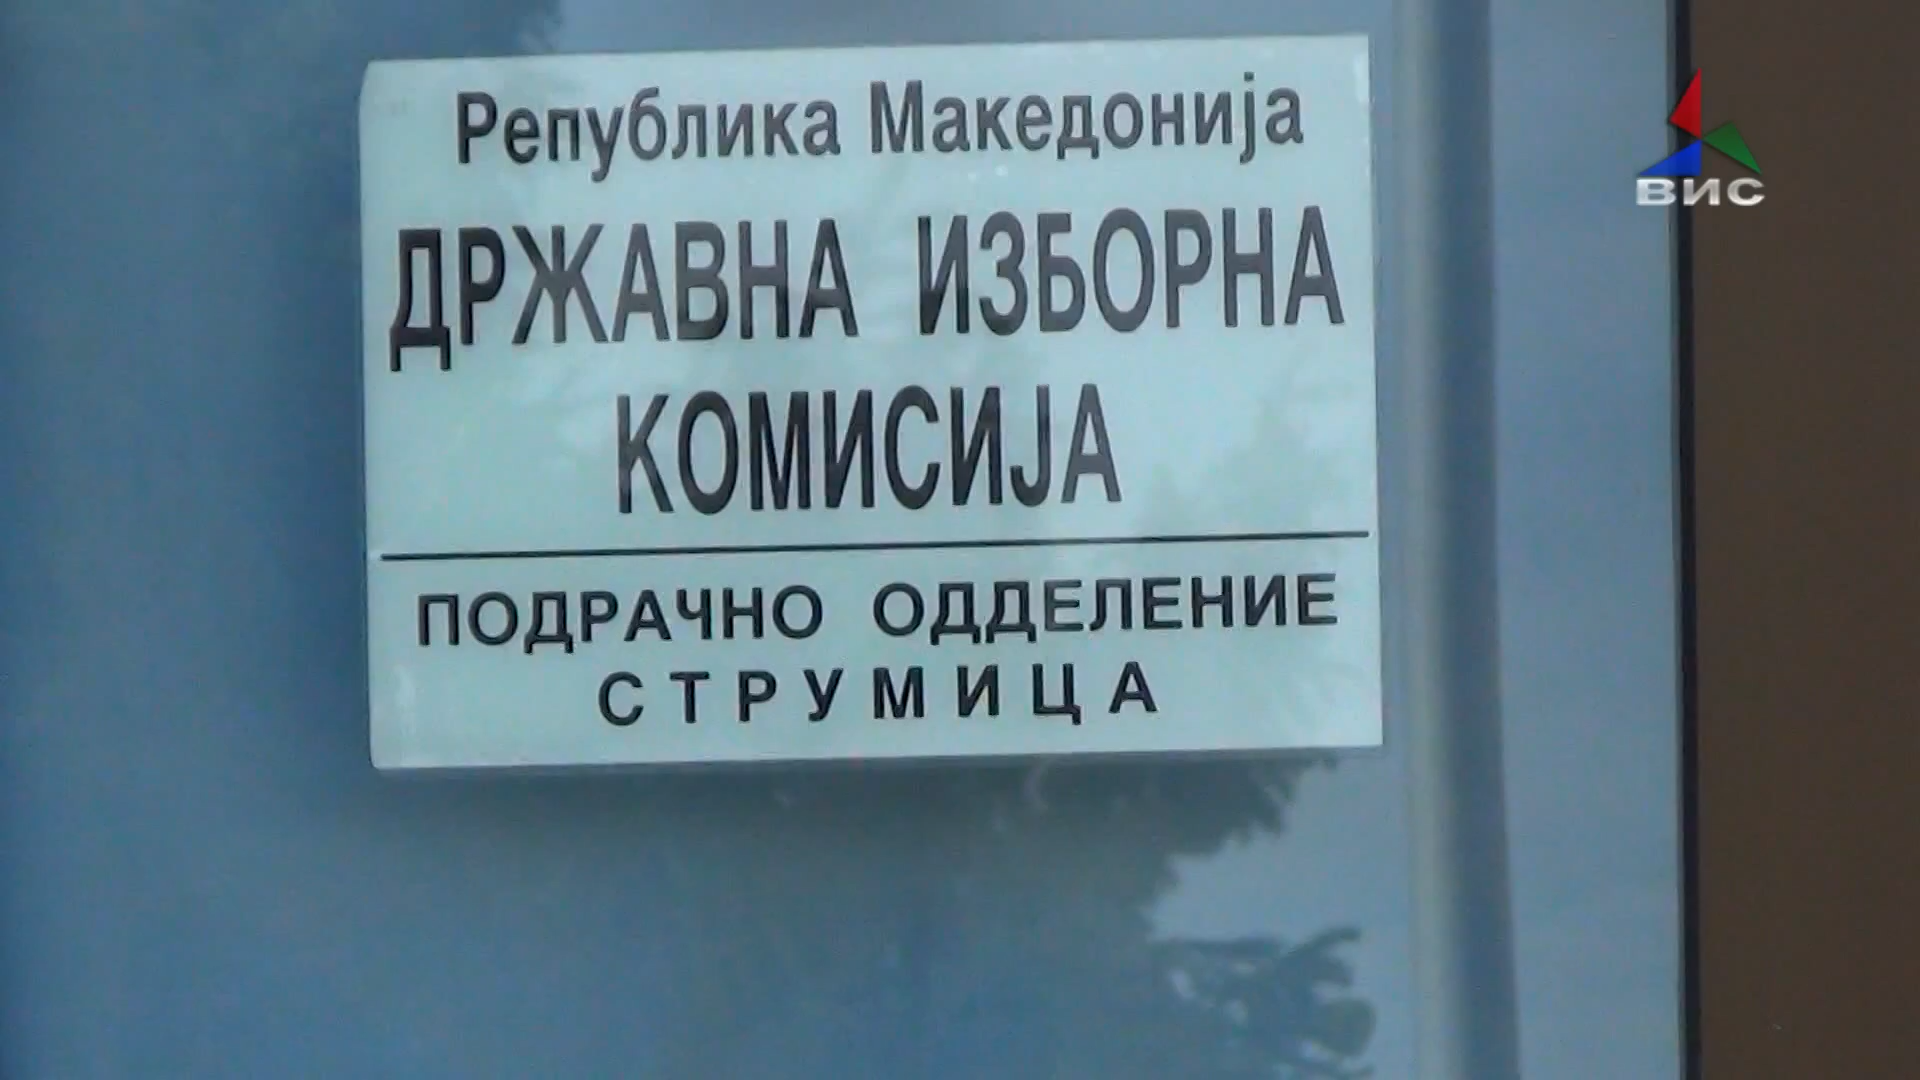 Република Македонија
ДРЖАВНА ИЗБОРНА
КОМИСИЈА
ПОДРАЧНО ОДДЕЛЕНИЕ
СТРУМИЦА
ВИС